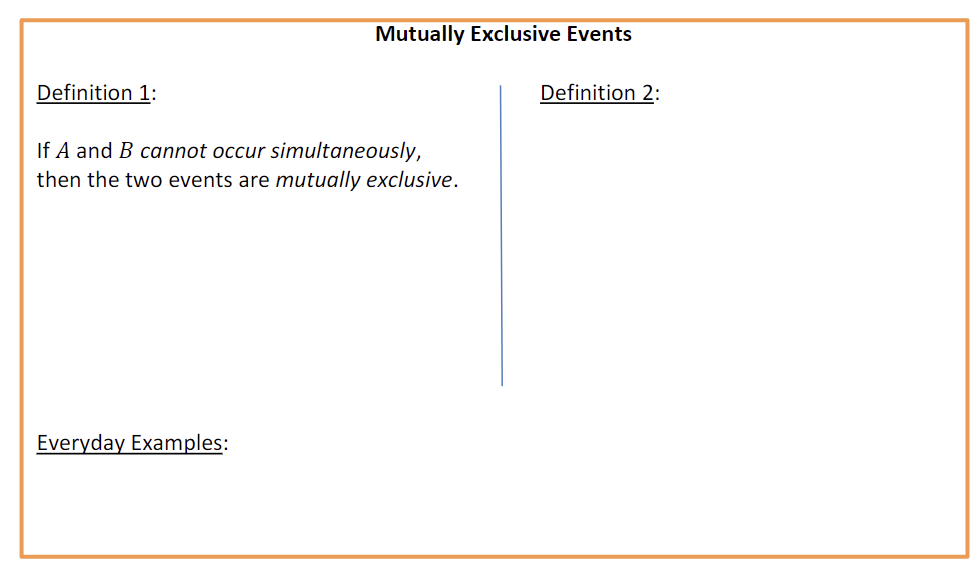 Mutually Exclusive Events
Definition 1:
If A and B cannot occur simultaneously,
then the two events are mutually exclusive.
Definition 2:
Everyday Examples: